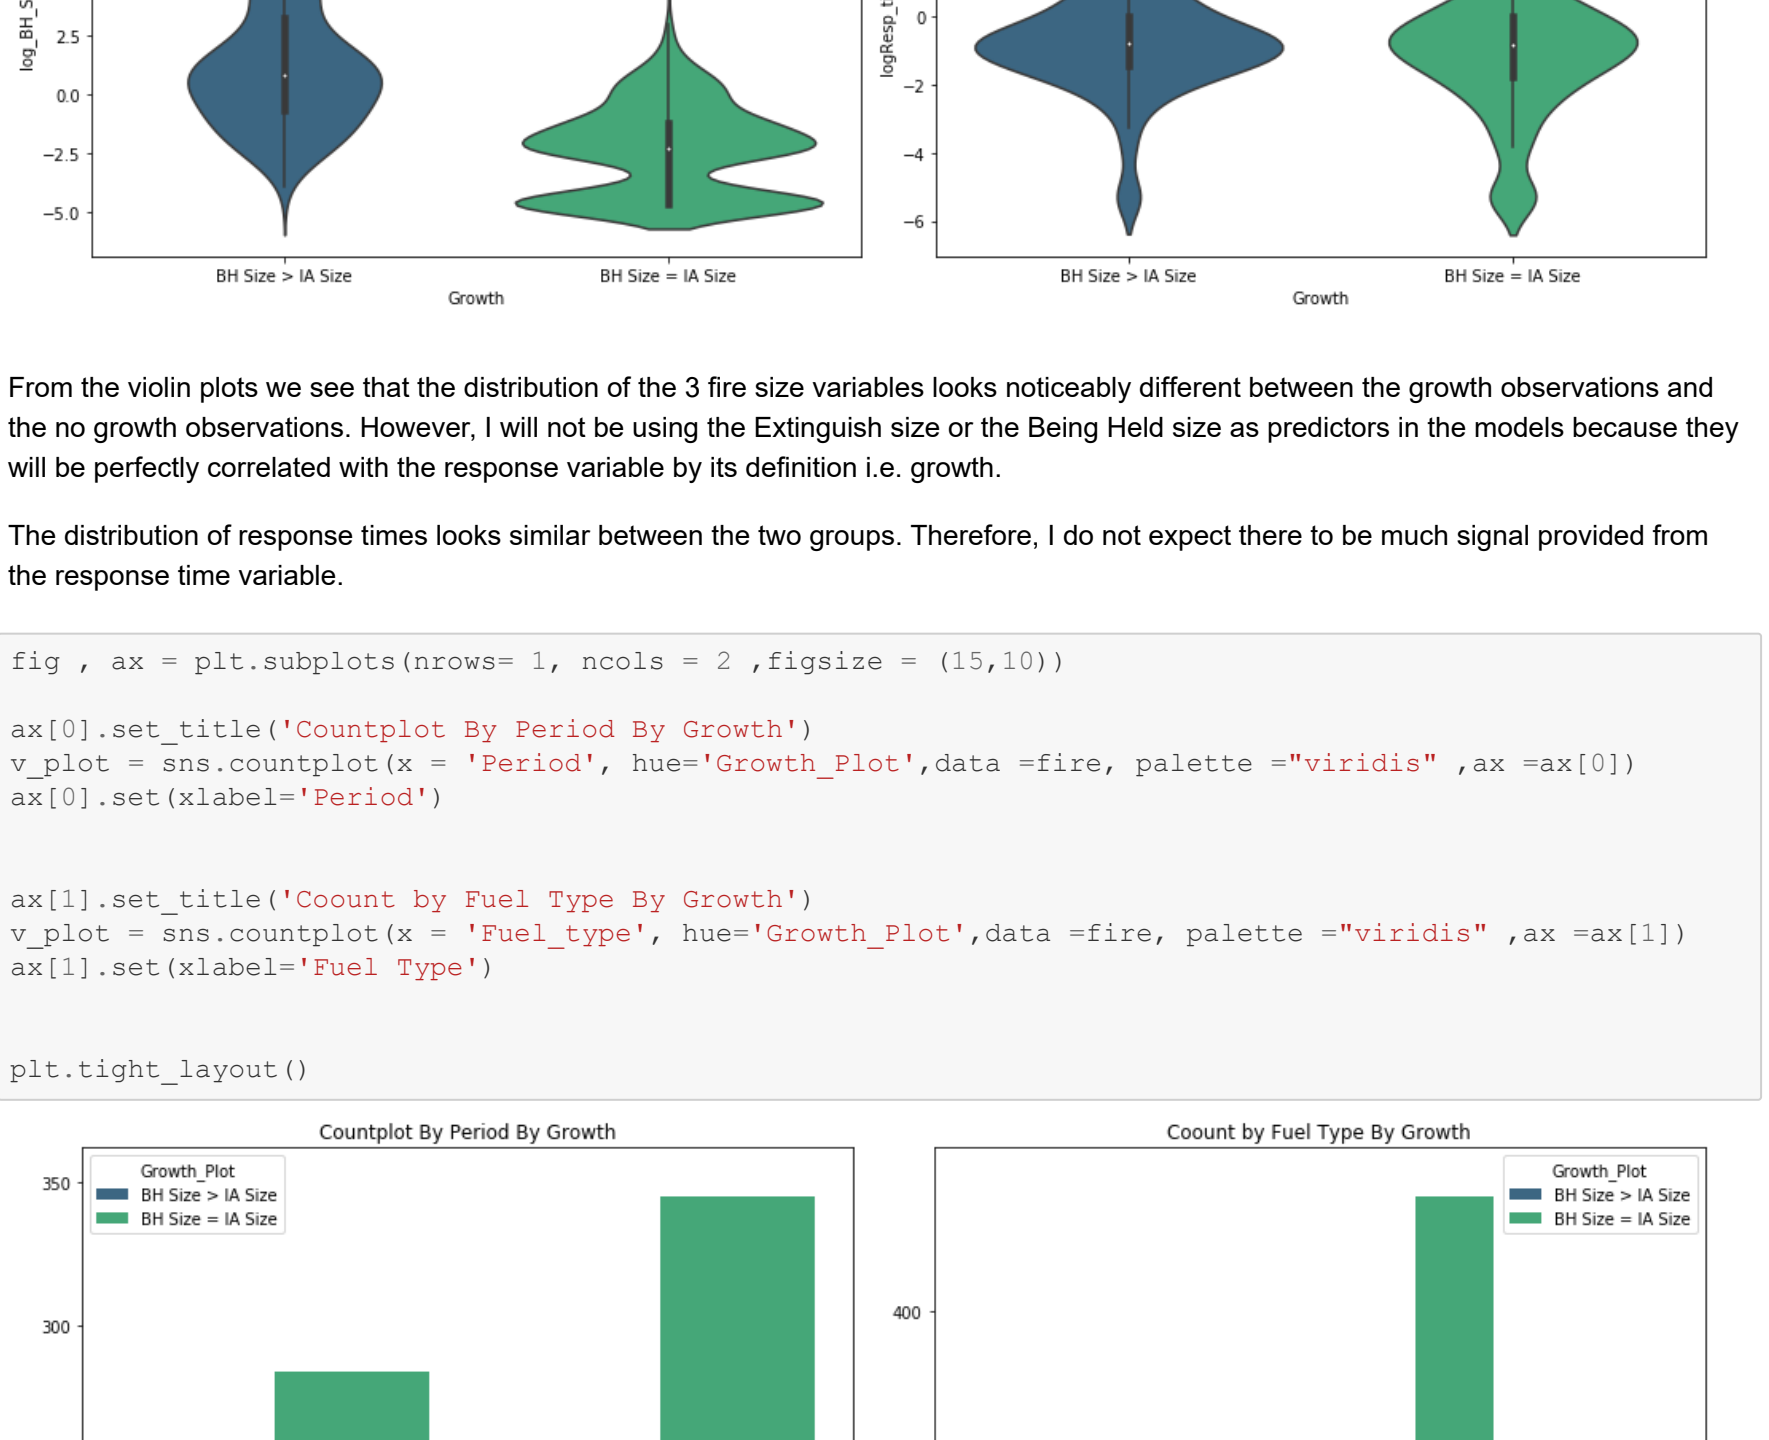 log_BH_S
2.5
0.0
−2.5
−5.0
BH Size > IA Size
BH Size = IA Size
Growth
logResp_t
0
−2
−4
−6
BH Size > IA Size
BH Size = IA Size
Growth
From the violin plots we see that the distribution of the 3 fire size variables looks noticeably different between the growth observations and
the no growth observations. However, I will not be using the Extinguish size or the Being Held size as predictors in the models because they
will be perfectly correlated with the response variable by its definition i.e. growth.
The distribution of response times looks similar between the two groups. Therefore, I do not expect there to be much signal provided from
the response time variable.
fig , ax = plt.subplots(nrows= 1, ncols = 2 ,figsize = (15,10))
ax[0].set_title('Countplot By Period By Growth')
v_plot = sns.countplot(x = 'Period', hue='Growth_Plot',data =fire, palette ="viridis" ,ax =ax[0])
ax[0].set(xlabel='Period')
ax[1].set_title('Coount by Fuel Type By Growth')
v_plot = sns.countplot(x = 'Fuel_type', hue='Growth_Plot',data =fire, palette ="viridis" ,ax =ax[1])
ax[1].set(xlabel='Fuel Type')
plt.tight_layout()
Countplot By Period By Growth
Growth_Plot
BH Size > IA Size
BH Size = IA Size
350
300
Coount by Fuel Type By Growth
Growth_Plot
BH Size > IA Size
BH Size = IA Size
400